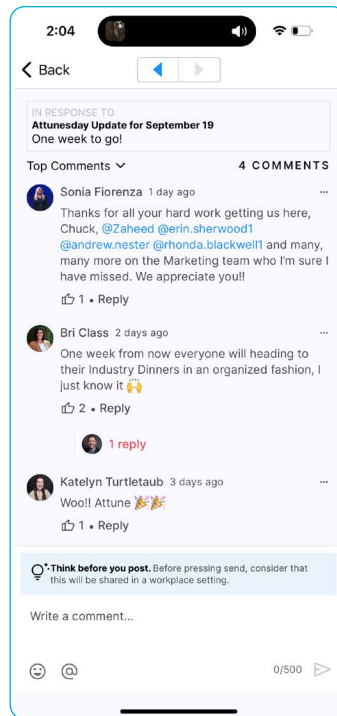 2:04
Back
IN RESPONSE TO
Attunesday Update for September 19
One week to go!
Top Comments
4 COMMENTS
Sonia Fiorenza 1 day ago
Thanks for all your hard work getting us here,
Chuck, @Zaheed @erin.sherwood1
@andrew.nester @rhonda.blackwell1 and many,
many more on the Marketing team who I'm sure I
have missed. We appreciate you!!
1 • Reply
Bri Class 2 days ago
One week from now everyone will heading to
their Industry Dinners in an organized fashion, I
just know it 🙌
2 • Reply
1 reply
Katelyn Turtletaub 3 days ago
Woo!! Attune 🎉🎉
1 • Reply
Think before you post. Before pressing send, consider that
this will be shared in a workplace setting.
Write a comment...
0/500